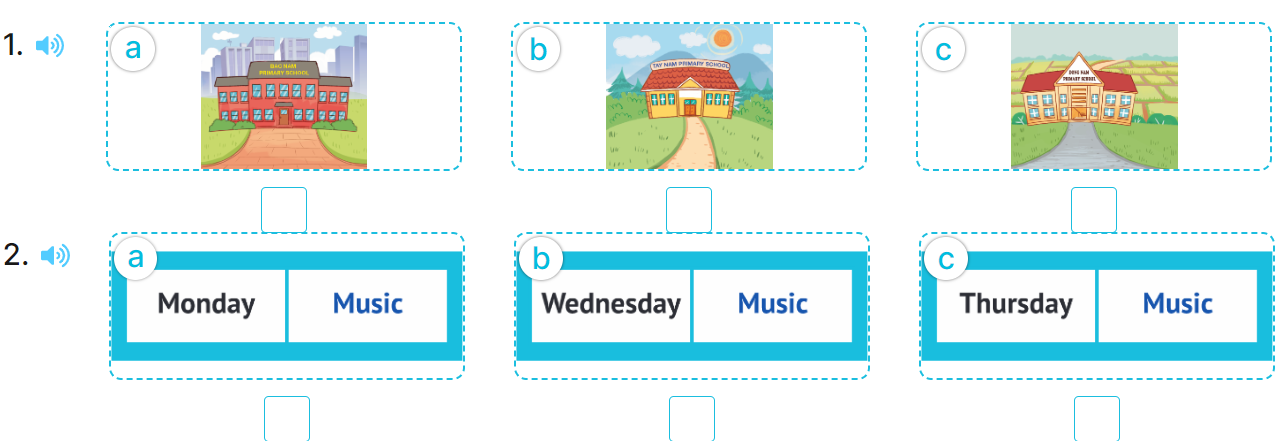 1.
a
BAC NAM
PRIMARY SCHOOL
b
TAY NAM PRIMARY SCHOOL
c
DONG NAM
PRIMARY SCHOOL
2.
a
Monday Music
b
Wednesday Music
c
Thursday Music